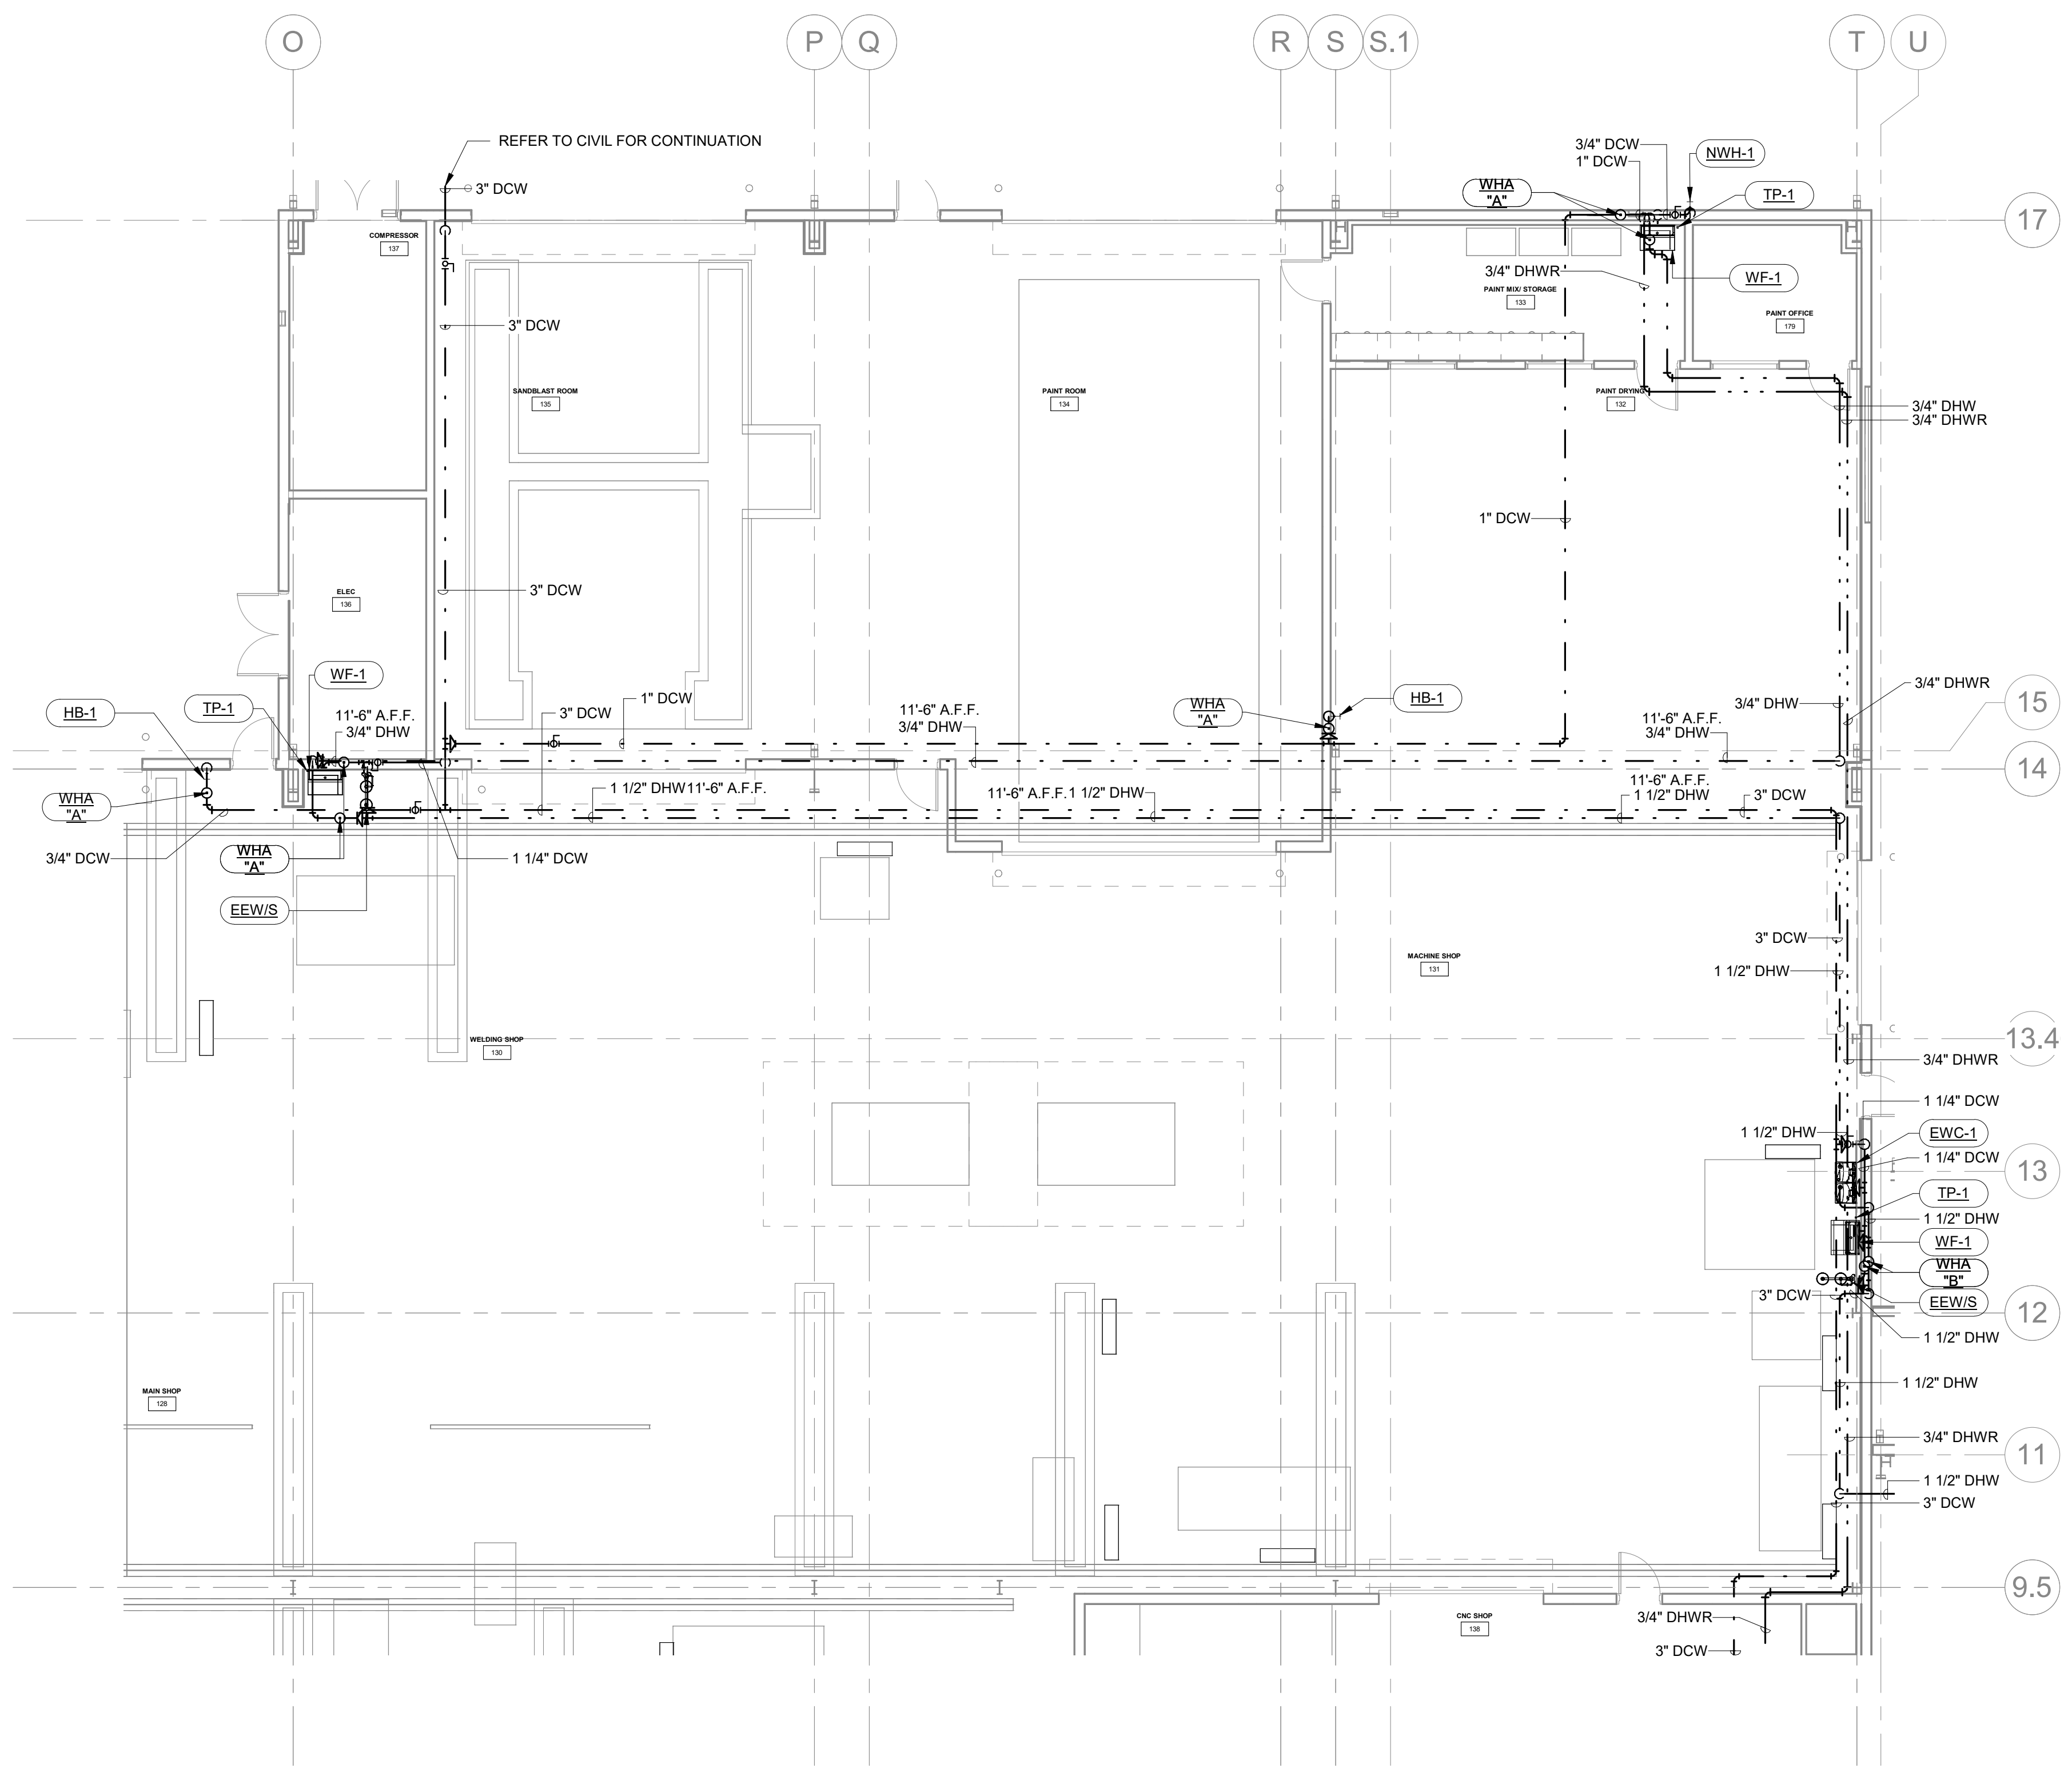 O
P
Q
R
S
S.1
T
U
REFER TO CIVIL FOR CONTINUATION
3" DCW
3/4" DCW
1" DCW
NWH-1
WHA
"A"
TP-1
17
COMPRESSOR
137
3/4" DHWR
WF-1
PAINT MIX/ STORAGE
133
PAINT OFFICE
179
3" DCW
SANDBLAST ROOM
135
PAINT ROOM
134
PAINT DRYING
132
3/4" DHW
3/4" DHWR
1" DCW
3" DCW
ELEC
136
WF-1
HB-1
TP-1
11'-6" A.F.F.
3/4" DHW
1" DCW
3" DCW
11'-6" A.F.F.
3/4" DHW
WHA
"A"
HB-1
3/4" DHWR
3/4" DHW
11'-6" A.F.F.
3/4" DHW
15
14
WHA
"A"
1 1/2" DHW
11'-6" A.F.F.
11'-6" A.F.F.
1 1/2" DHW
11'-6" A.F.F.
1 1/2" DHW
3" DCW
3/4" DCW
WHA
"A"
1 1/4" DCW
EEW/S
3" DCW
MACHINE SHOP
131
1 1/2" DHW
WELDING SHOP
130
13.4
3/4" DHWR
1 1/4" DCW
1 1/2" DHW
EWC-1
1 1/4" DCW
13
TP-1
1 1/2" DHW
WF-1
WHA
"B"
3" DCW
EEW/S
12
1 1/2" DHW
1 1/2" DHW
MAIN SHOP
128
3/4" DHWR
11
1 1/2" DHW
3" DCW
9.5
CNC SHOP
138
3/4" DHWR
3" DCW